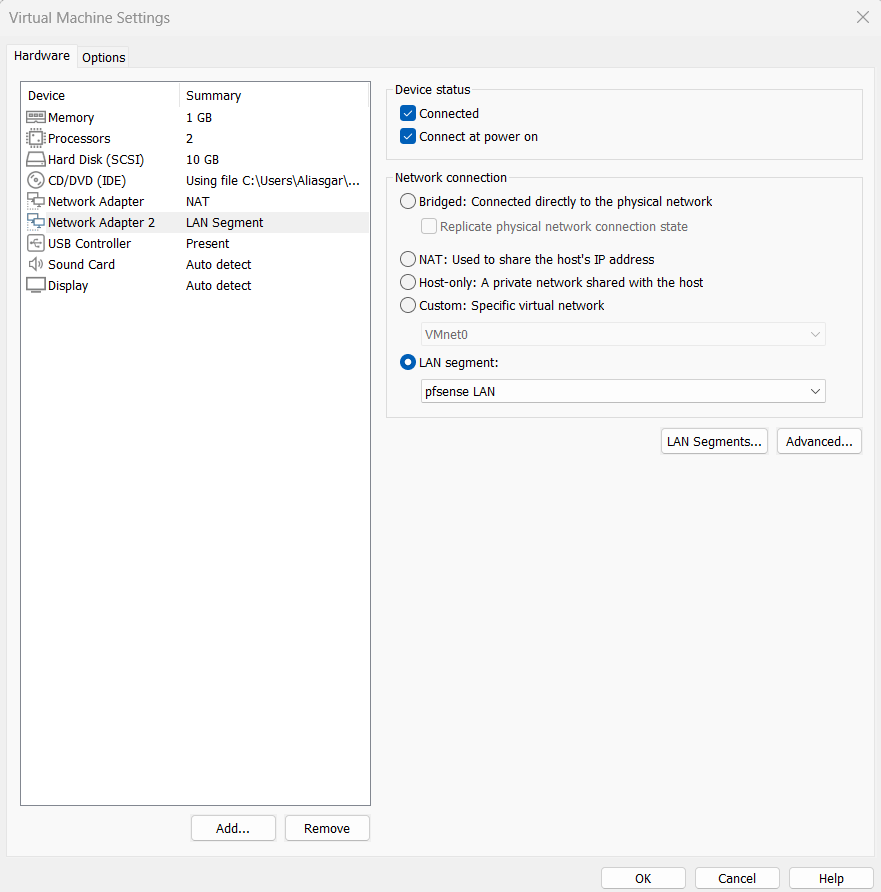 Virtual Machine Settings
Hardware Options
Device Summary
Memory 1 GB
Processors 2
Hard Disk (SCSI) 10 GB
CD/DVD (IDE) Using file C:\Users\Aliasgar\...
Network Adapter NAT
Network Adapter 2 LAN Segment
USB Controller Present
Sound Card Auto detect
Display Auto detect
Add... Remove
Device status
Connected
Connect at power on
Network connection
Bridged: Connected directly to the physical network
Replicate physical network connection state
NAT: Used to share the host's IP address
Host-only: A private network shared with the host
Custom: Specific virtual network
VMnet0
LAN segment:
pfsense LAN
LAN Segments... Advanced...
OK Cancel Help